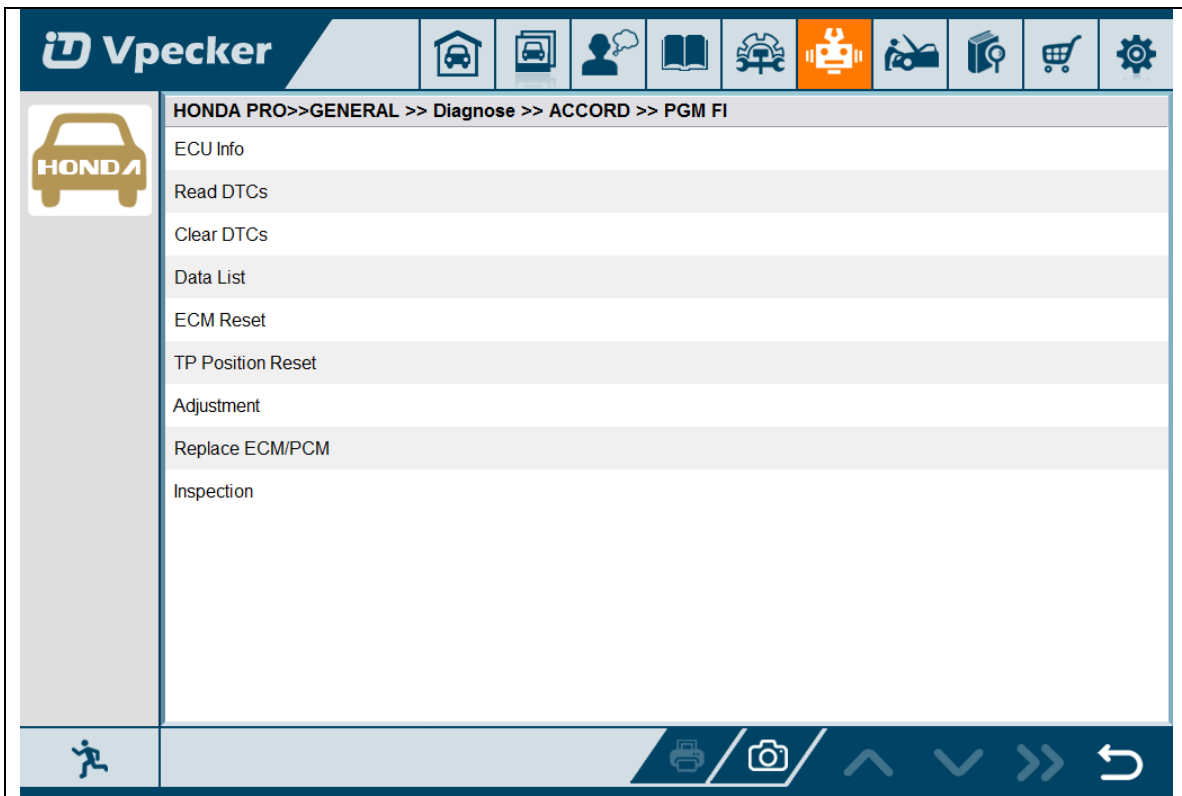 Vpecker
HONDA PRO>>GENERAL >> Diagnose >> ACCORD >> PGM FI
HONDA
ECU Info
Read DTCs
Clear DTCs
Data List
ECM Reset
TP Position Reset
Adjustment
Replace ECM/PCM
Inspection